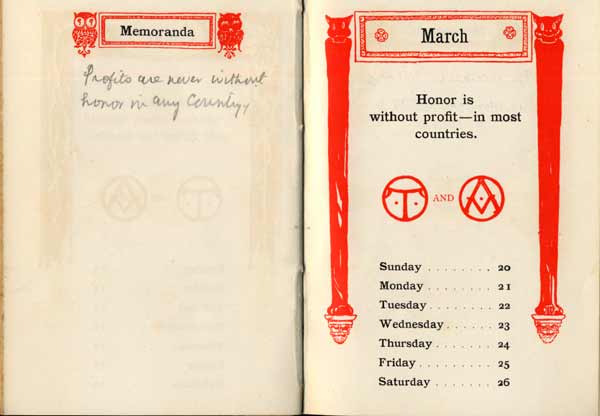 Memoranda
Profits are never without
honor in any Country,
March
Honor is
without profit—in most
countries.
T AND A
Sunday . . . . . . . . 20
Monday . . . . . . . . 21
Tuesday . . . . . . . . 22
Wednesday . . . . . . 23
Thursday . . . . . . . 24
Friday . . . . . . . . . 25
Saturday . . . . . . . 26